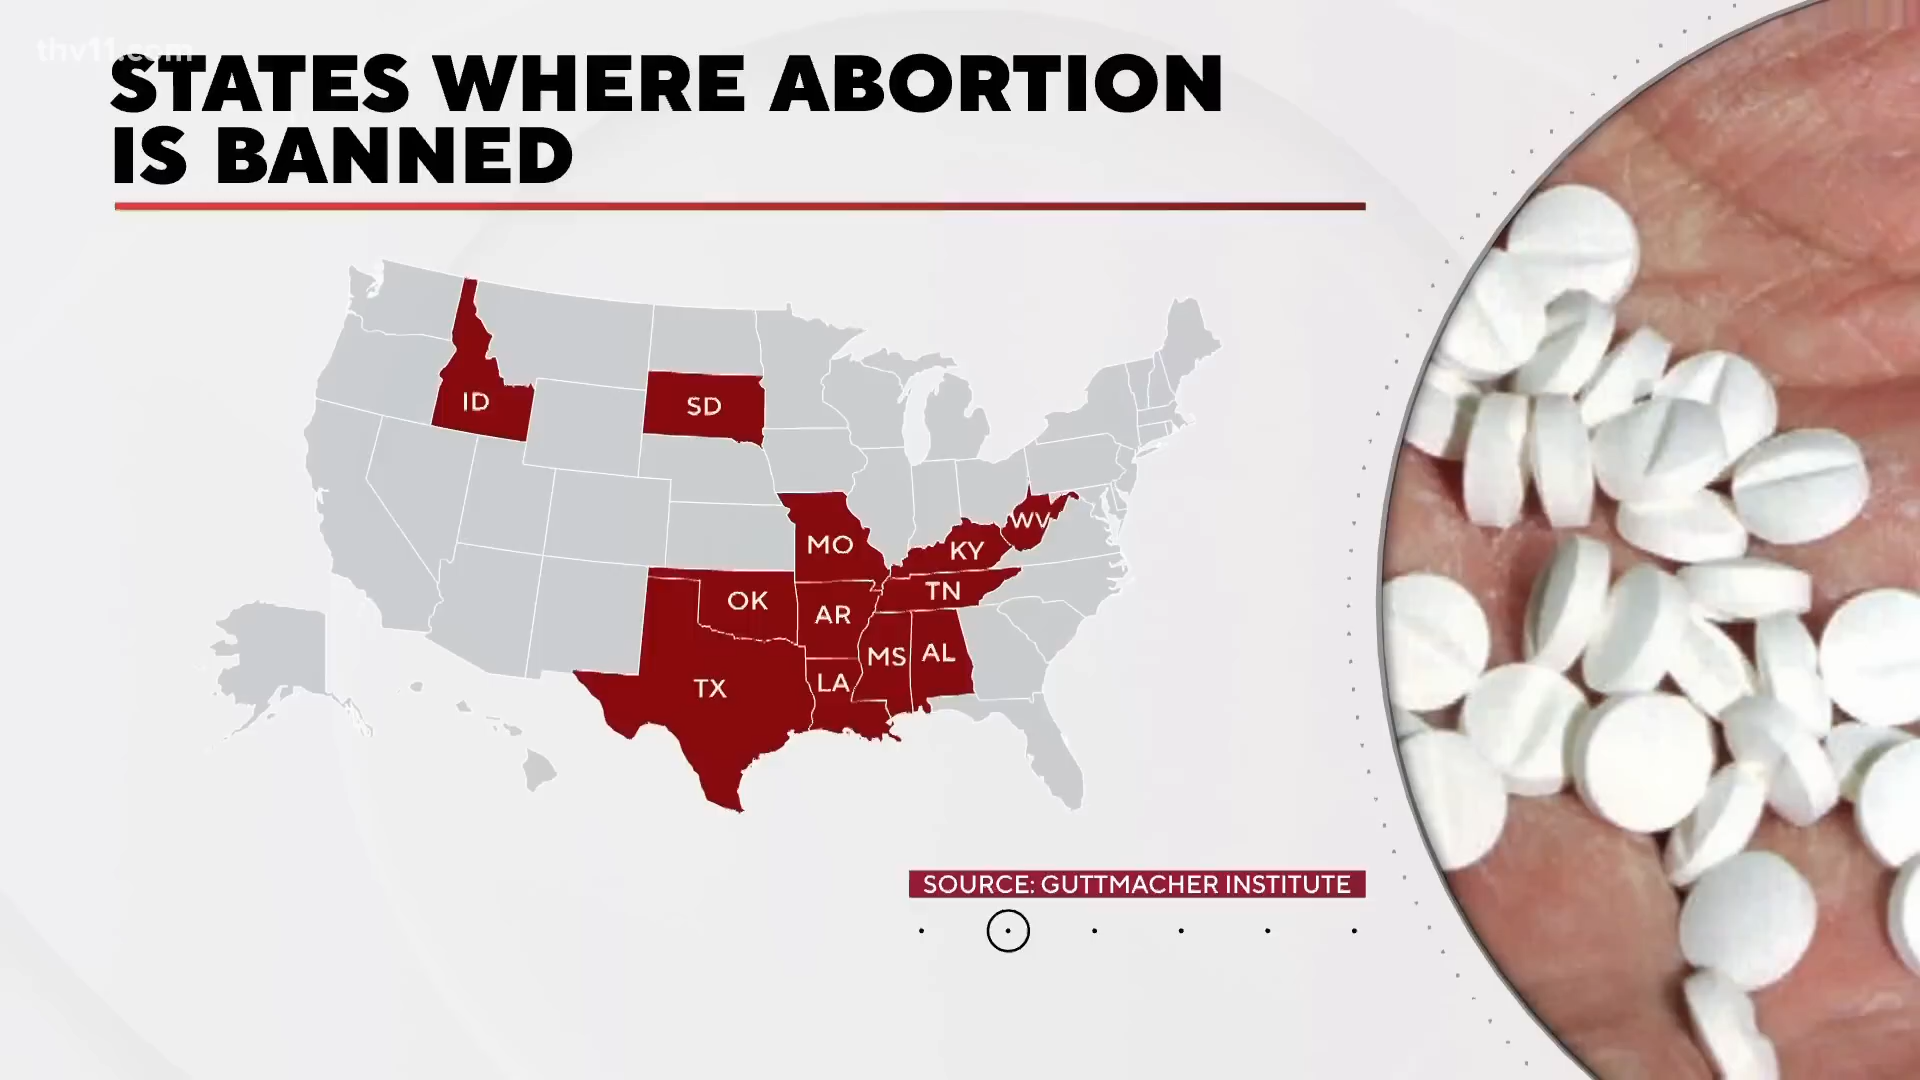 thv11.com
STATES WHERE ABORTION
IS BANNED
ID
SD
WV
MO
KY
TN
OK
AR
MS
AL
LA
TX
SOURCE: GUTTMACHER INSTITUTE